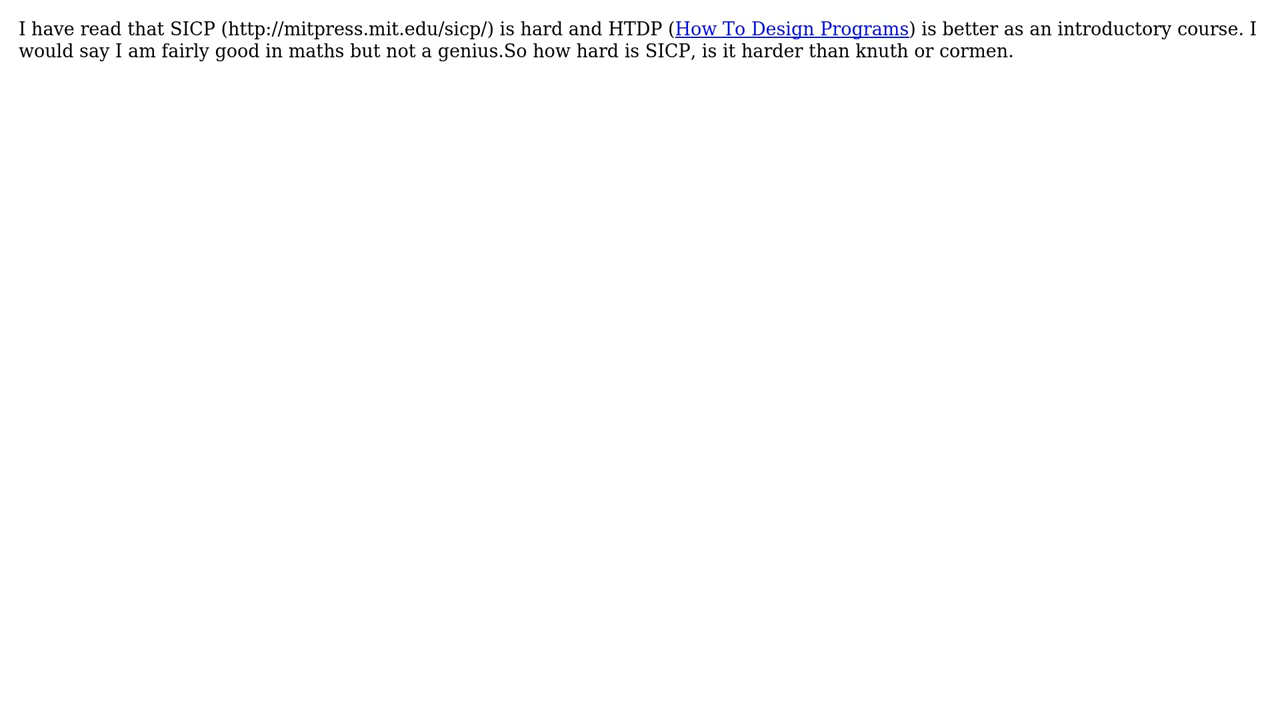 I have read that SICP (http://mitpress.mit.edu/sicp/) is hard and HTDP (How To Design Programs) is better as an introductory course. I
would say I am fairly good in maths but not a genius.So how hard is SICP, is it harder than knuth or cormen.